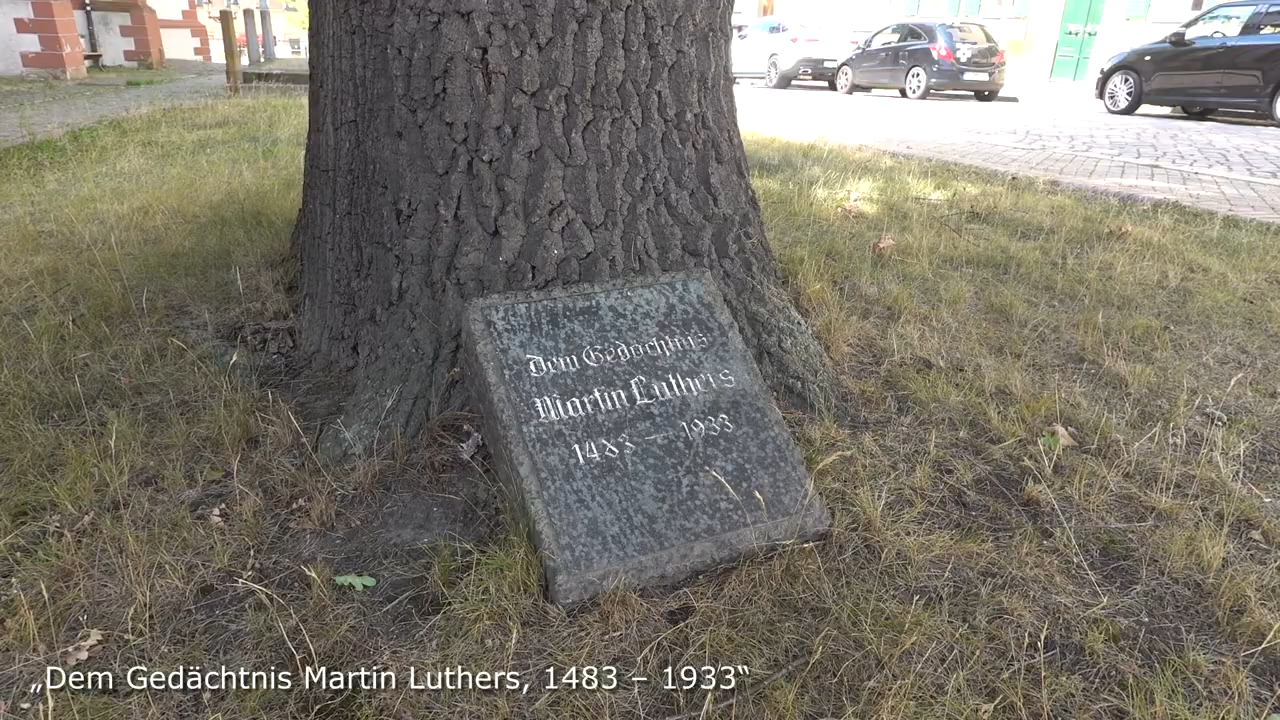 Dem Gedächtnis
Martin Luthers
1483 – 1933
„Dem Gedächtnis Martin Luthers, 1483 – 1933“